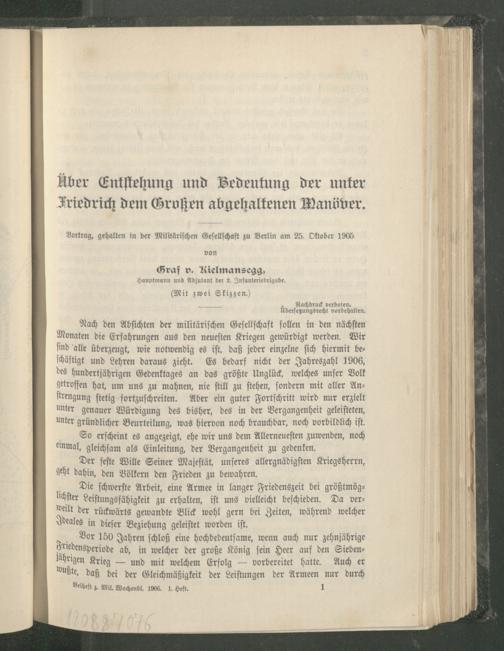 Über Entstehung und Bedeutung der unter
Friedrich dem Großen abgehaltenen Manöver.
Vortrag, gehalten in der Militärischen Gesellschaft zu Berlin am 25. Oktober 1905
von
Graf v. Kielmansegg,
Hauptmann und Adjutant der 2. Infanteriebrigade.
(Mit zwei Skizzen.)
Nachdruck verboten.
Übersetzungsrecht vorbehalten.
Nach den Absichten der militärischen Gesellschaft sollen in den nächsten
Monaten die Erfahrungen aus den neuesten Kriegen gewürdigt werden. Wir
sind alle überzeugt, wie notwendig es ist, daß jeder einzelne sich hiermit be-
schäftigt und Lehren daraus zieht. Es bedarf nicht der Jahreszahl 1906,
des hundertjährigen Gedenktages an das größte Unglück, welches unser Volk
getroffen hat, um uns zu mahnen, nie still zu stehen, sondern mit aller An-
strengung stetig fortzuschreiten. Aber ein guter Fortschritt wird nur erzielt
unter genauer Würdigung des bisher, des in der Vergangenheit geleisteten,
unter gründlicher Beurteilung, was hiervon noch brauchbar, noch vorbildlich ist.
So erscheint es angezeigt, ehe wir uns dem Allerneuesten zuwenden, noch
einmal, gleichsam als Einleitung, der Vergangenheit zu gedenken.
Der feste Wille Seiner Majestät, unseres allergnädigsten Kriegsherrn,
geht dahin, den Völkern den Frieden zu bewahren.
Die schwerste Arbeit, eine Armee in langer Friedenszeit bei größtmög-
lichster Leistungsfähigkeit zu erhalten, ist uns vielleicht beschieden. Da ver-
weilt der rückwärts gewandte Blick wohl gern bei Zeiten, während welcher
Ideales in dieser Beziehung geleistet worden ist.
Vor 150 Jahren schloß eine hochbedeutsame, wenn auch nur zehnjährige
Friedensperiode ab, in welcher der große König sein Heer auf den Sieben-
jährigen Krieg — und mit welchem Erfolg — vorbereitet hatte. Auch er
wußte, daß bei der Gleichmäßigkeit der Leistungen der Armeen nur durch
Beiheft z. Mil. Wochenbl. 1906. 1. Heft. 1